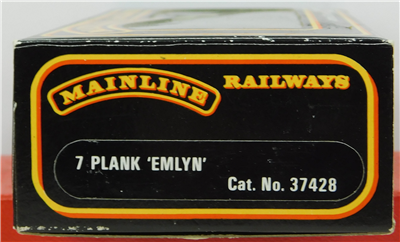 MAINLINE RAILWAYS
7 PLANK 'EMLYN'
Cat. No. 37428